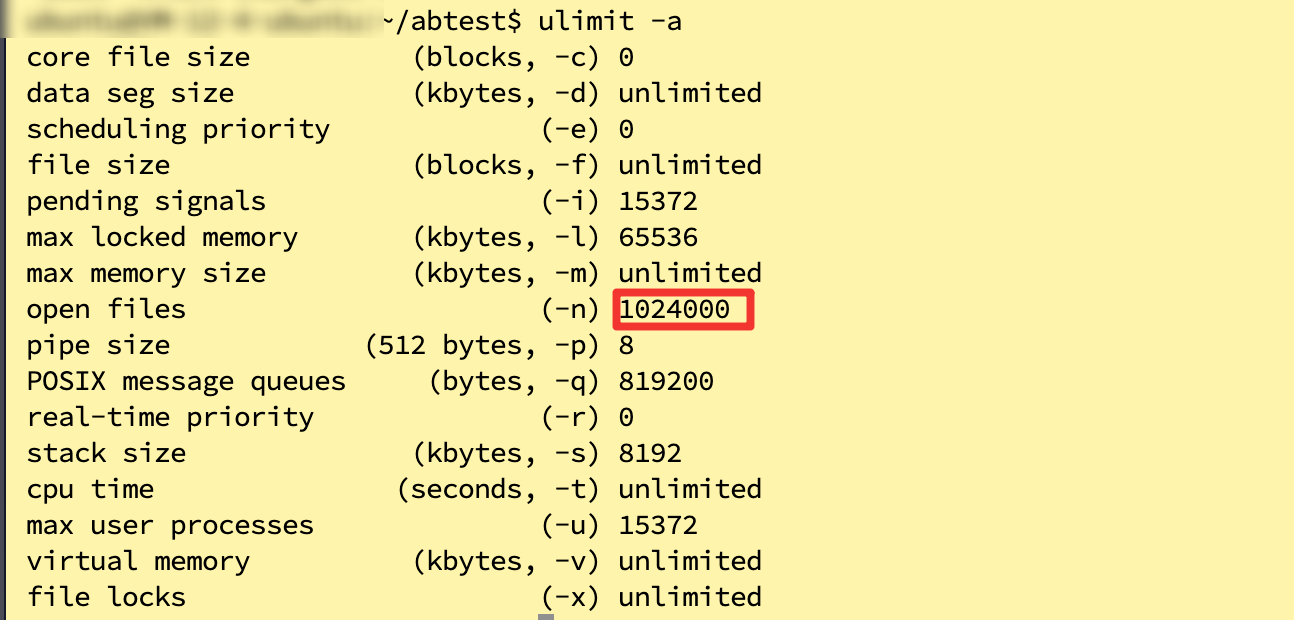 ~/abtest$ ulimit -a
core file size (blocks, -c) 0
data seg size (kbytes, -d) unlimited
scheduling priority (-e) 0
file size (blocks, -f) unlimited
pending signals (-i) 15372
max locked memory (kbytes, -l) 65536
max memory size (kbytes, -m) unlimited
open files (-n) 1024000
pipe size (512 bytes, -p) 8
POSIX message queues (bytes, -q) 819200
real-time priority (-r) 0
stack size (kbytes, -s) 8192
cpu time (seconds, -t) unlimited
max user processes (-u) 15372
virtual memory (kbytes, -v) unlimited
file locks (-x) unlimited